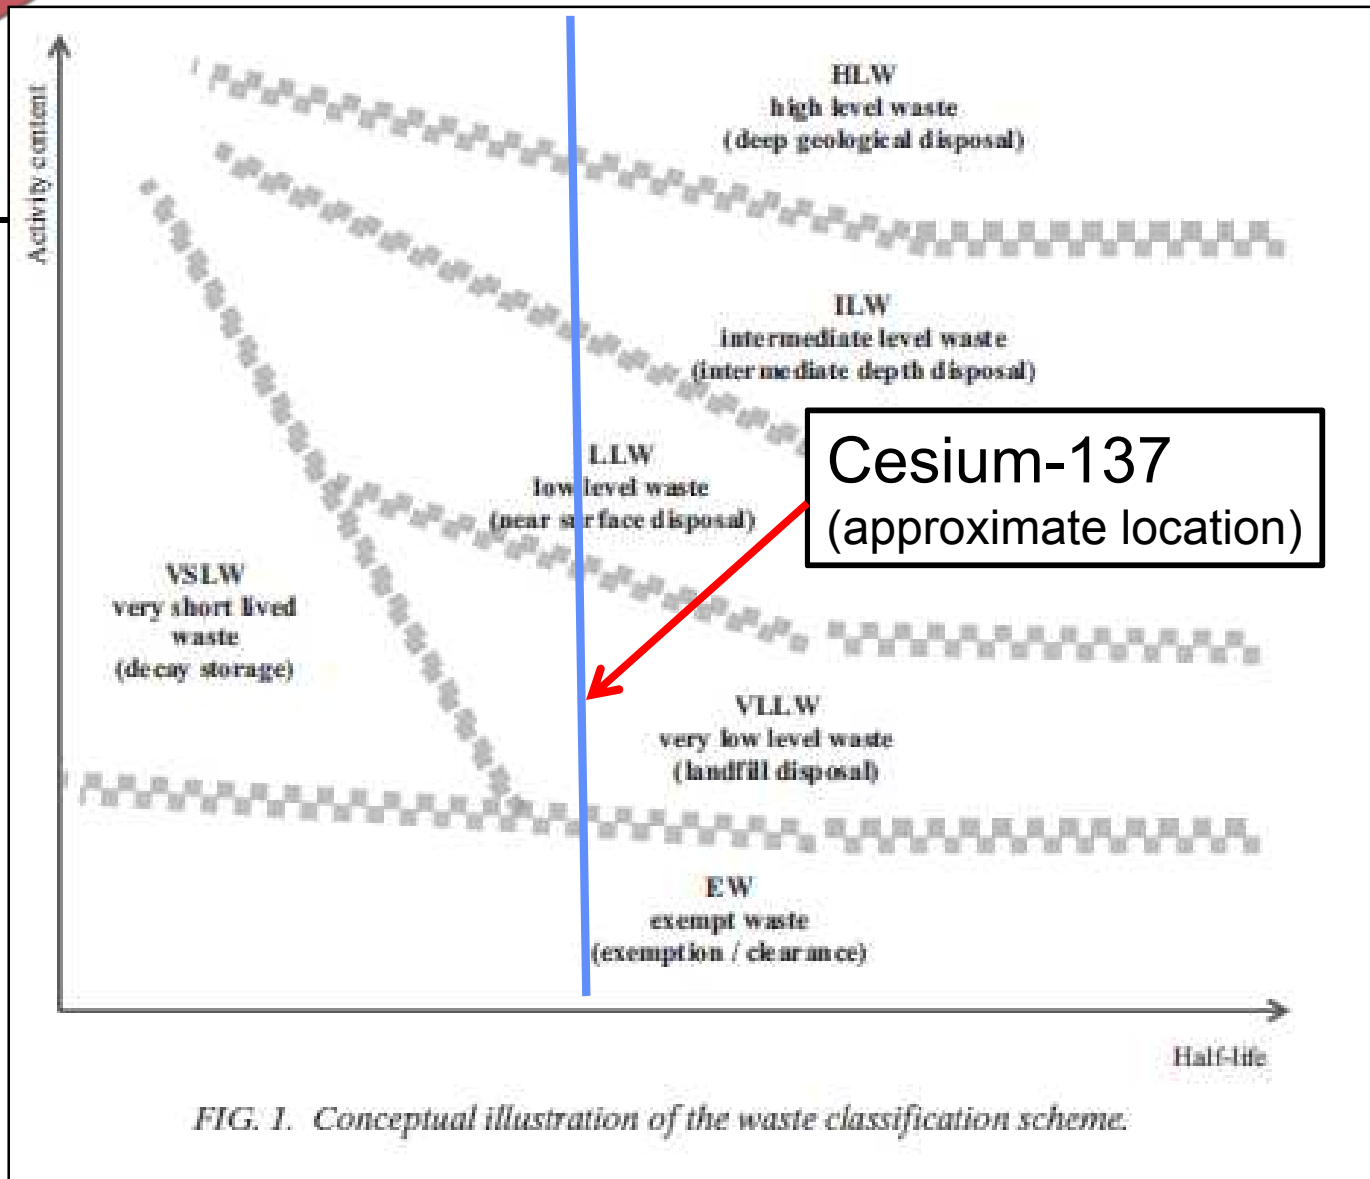 Activity content
HLW
high level waste
(deep geological disposal)
ILW
intermediate level waste
(intermediate depth disposal)
Cesium-137
(approximate location)
LLW
low level waste
(near surface disposal)
VSLW
very short lived
waste
(decay storage)
VLLW
very low level waste
(landfill disposal)
EW
exempt waste
(exemption / clearance)
Half-life
FIG. 1. Conceptual illustration of the waste classification scheme.